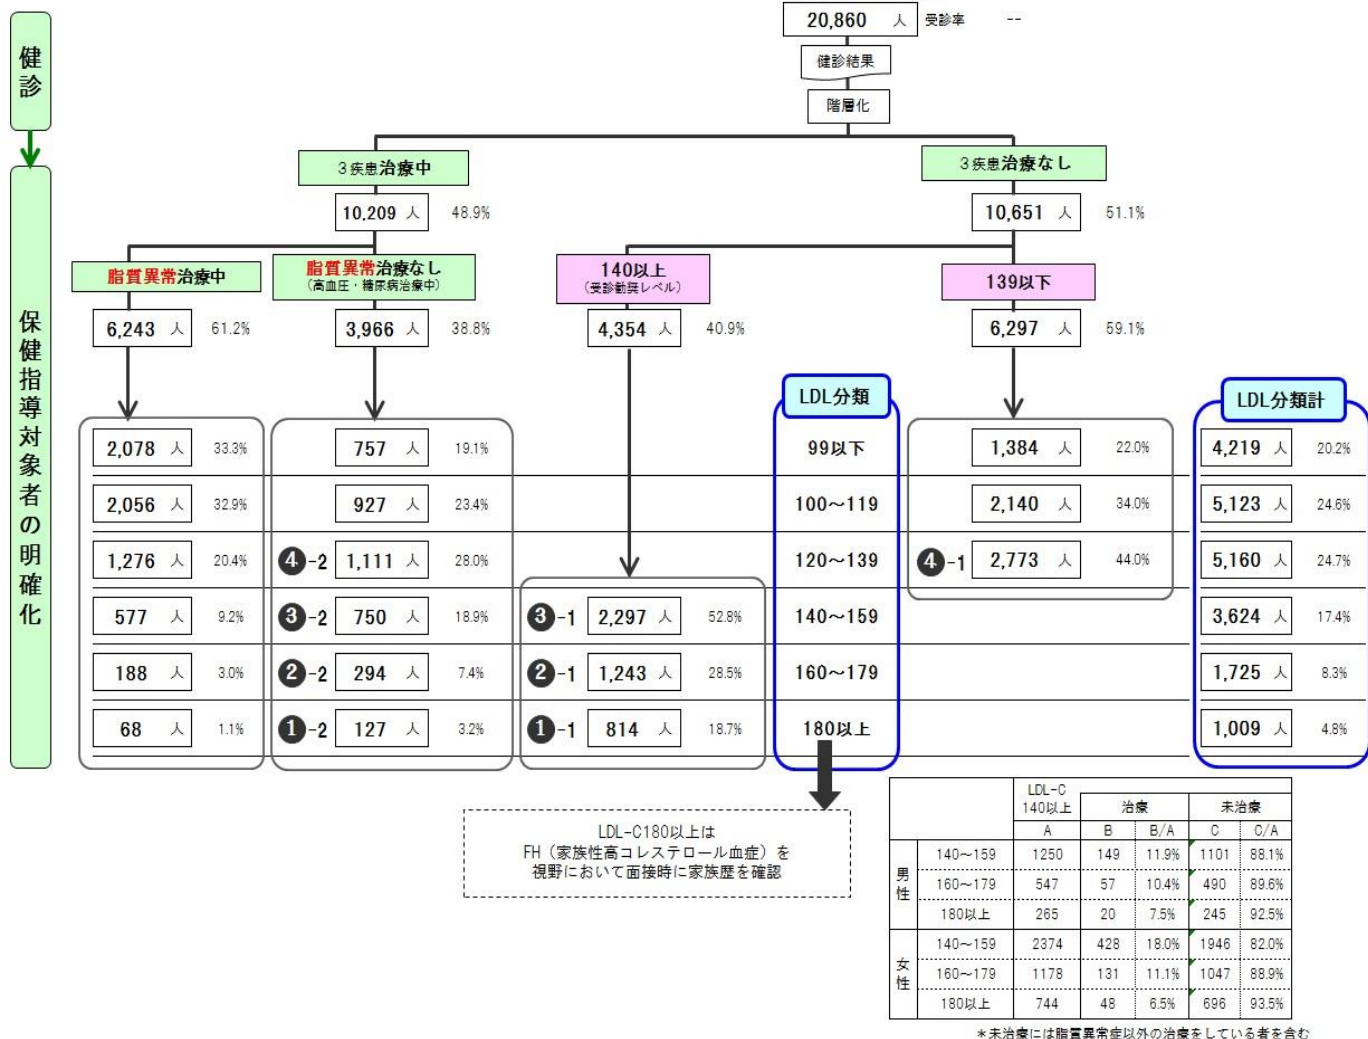 20,860 人 受診率 --
健診
健診結果
階層化
3疾患治療中
3疾患治療なし
10,209 人 48.9%
10,651 人 51.1%
脂質異常治療中
脂質異常治療なし
(高血圧・糖尿病治療中)
140以上
(受診勧奨レベル)
139以下
保健指導対象者の明確化
6,243 人 61.2%
3,966 人 38.8%
4,354 人 40.9%
6,297 人 59.1%
LDL分類
LDL分類計
2,078 人 33.3% 757 人 19.1% 99以下 1,384 人 22.0% 4,219 人 20.2%
2,056 人 32.9% 927 人 23.4% 100～119 2,140 人 34.0% 5,123 人 24.6%
1,276 人 20.4% ❹-2 1,111 人 28.0% 120～139 ❹-1 2,773 人 44.0% 5,160 人 24.7%
577 人 9.2% ❸-2 750 人 18.9% ❸-1 2,297 人 52.8% 140～159 3,624 人 17.4%
188 人 3.0% ❷-2 294 人 7.4% ❷-1 1,243 人 28.5% 160～179 1,725 人 8.3%
68 人 1.1% ❶-2 127 人 3.2% ❶-1 814 人 18.7% 180以上 1,009 人 4.8%
LDL-C180以上は
FH（家族性高コレステロール血症）を
視野において面接時に家族歴を確認
LDL-C
140以上 治療 未治療
A B B/A C C/A
男性
140～159 1250 149 11.9% 1101 88.1%
160～179 547 57 10.4% 490 89.6%
180以上 265 20 7.5% 245 92.5%
女性
140～159 2374 428 18.0% 1946 82.0%
160～179 1178 131 11.1% 1047 88.9%
180以上 744 48 6.5% 696 93.5%
＊未治療には脂質異常症以外の治療をしている者を含む